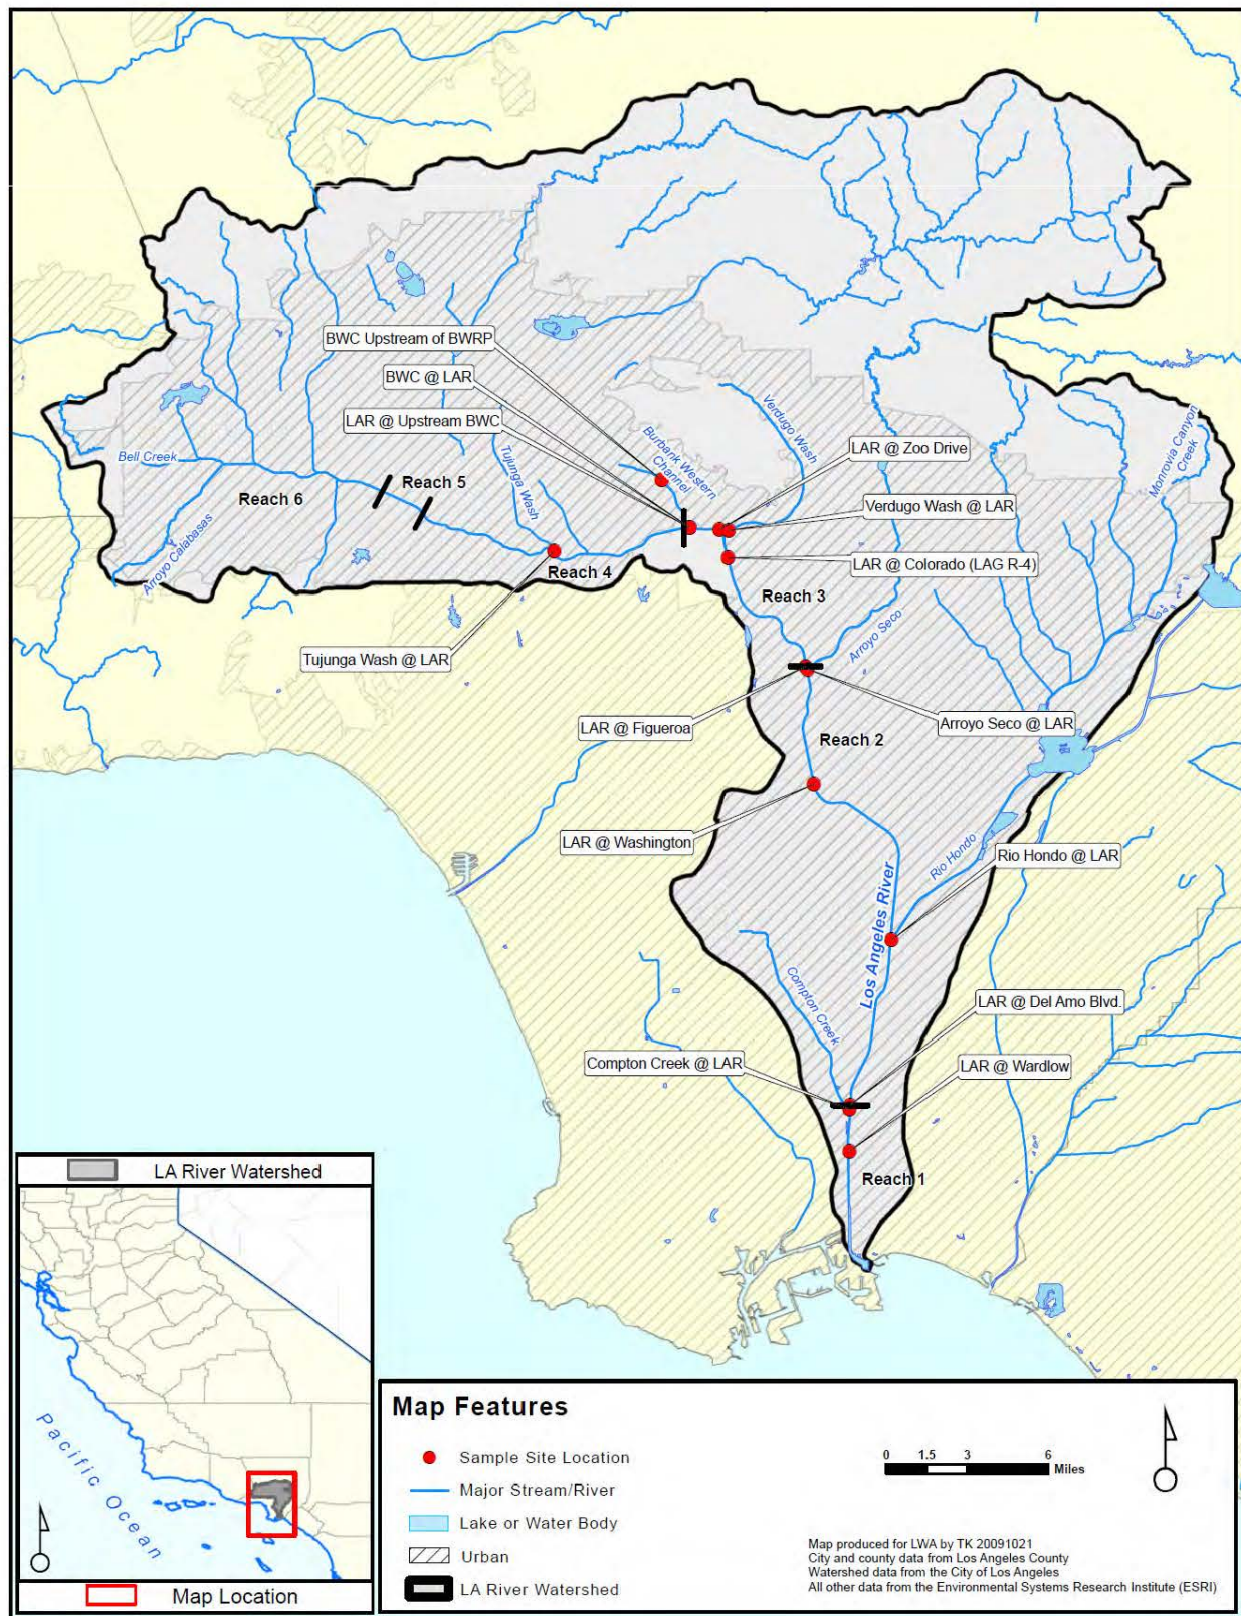 BWC Upstream of BWRP
BWC @ LAR
LAR @ Upstream BWC
Verdugo Wash
LAR @ Zoo Drive
Monrovia Canyon
Creek
Burbank Western
Channel
Bell Creek
Reach 5
Reach 6
Tujunga Wash
Verdugo Wash @ LAR
Arroyo Calabasas
LAR @ Colorado (LAG R-4)
Reach 4
Reach 3
Arroyo Seco
Tujunga Wash @ LAR
LAR @ Figueroa
Arroyo Seco @ LAR
Reach 2
LAR @ Washington
Rio Hondo
Rio Hondo @ LAR
Los Angeles River
Compton Creek
LAR @ Del Amo Blvd.
Compton Creek @ LAR
LAR @ Wardlow
Reach 1
LA River Watershed
Pacific Ocean
Map Location
Map Features
Sample Site Location
Major Stream/River
Lake or Water Body
Urban
LA River Watershed
0 1.5 3 6
Miles
Map produced for LWA by TK 20091021
City and county data from Los Angeles County
Watershed data from the City of Los Angeles
All other data from the Environmental Systems Research Institute (ESRI)